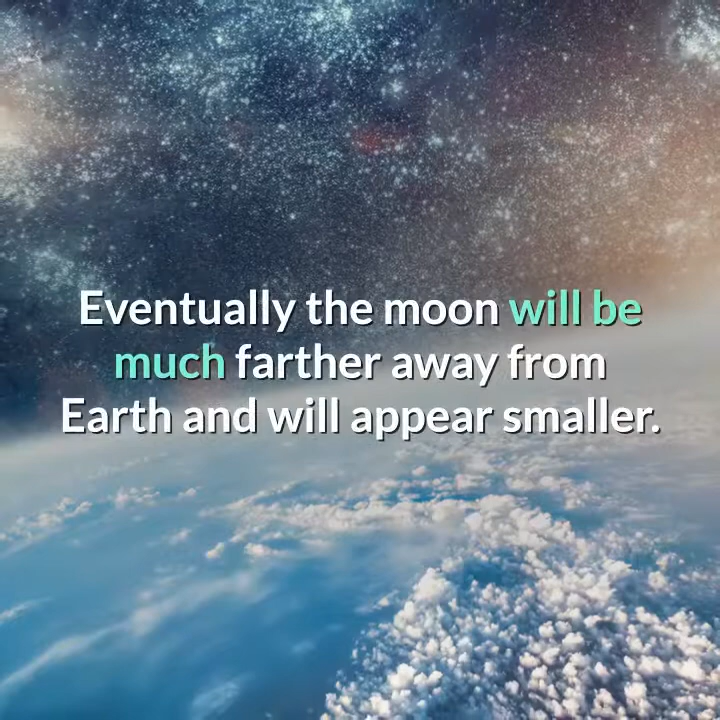 Eventually the moon will be
much farther away from
Earth and will appear smaller.